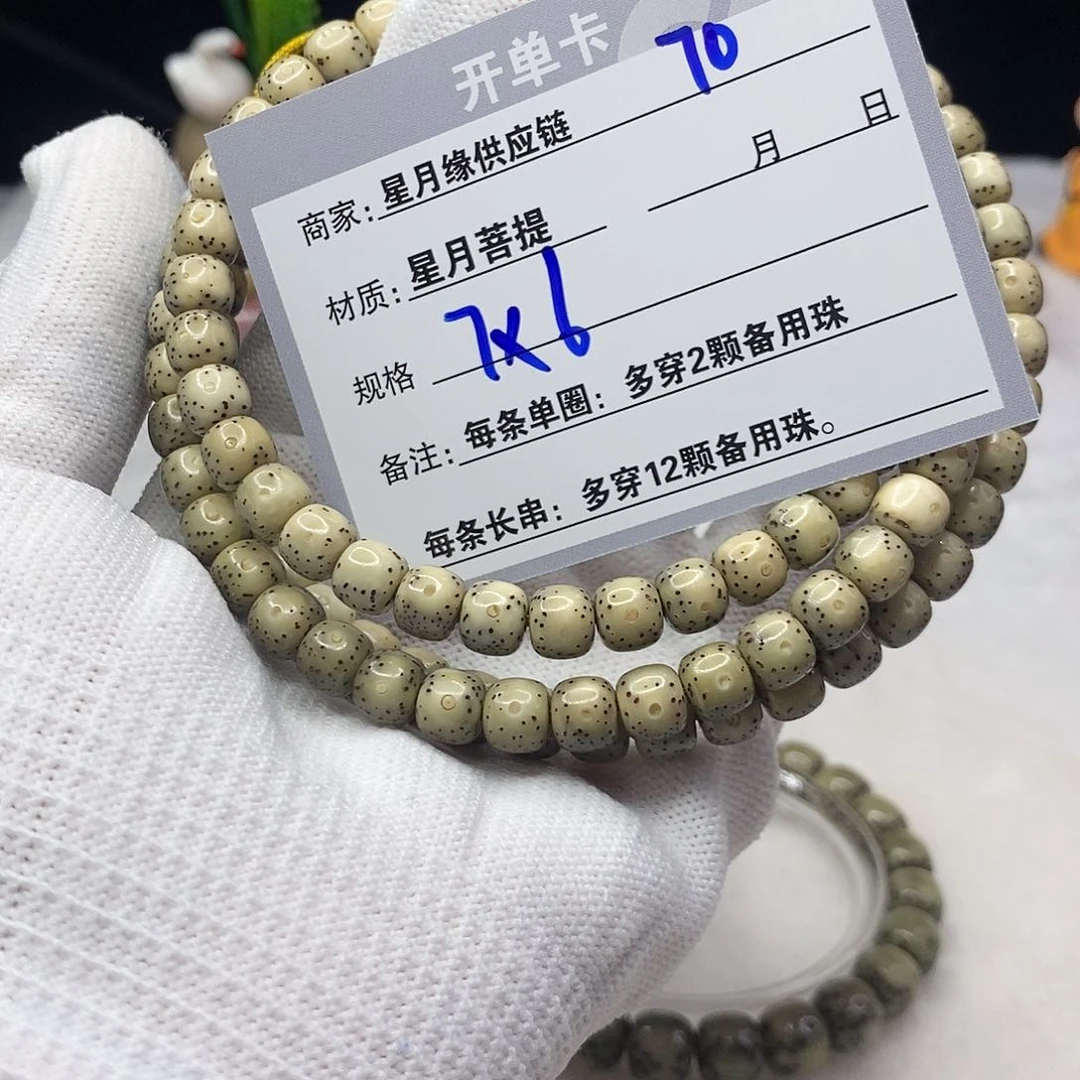 开单卡
70
商家：星月缘供应链
月 日
材质：星月菩提
规格 7×6
备注：每条单圈：多穿2颗备用珠
每条长串：多穿12颗备用珠。